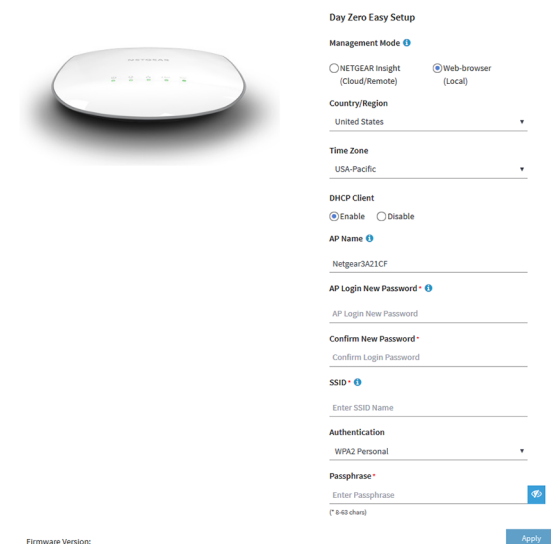 Day Zero Easy Setup
NETGEAR
Management Mode
NETGEAR Insight
(Cloud/Remote)
Web-browser
(Local)
Country/Region
United States
Time Zone
USA-Pacific
DHCP Client
Enable Disable
AP Name
Netgear3A21CF
AP Login New Password *
AP Login New Password
Confirm New Password *
Confirm Login Password
SSID *
Enter SSID Name
Authentication
WPA2 Personal
Passphrase *
Enter Passphrase
(* 8-63 chars)
Apply
Firmware Version: